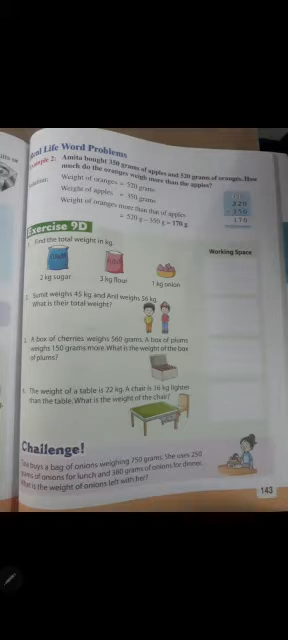 Real Life Word Problems
Example 2: Amita bought 350 grams of apples and 520 grams of oranges. How
much do the oranges weigh more than the apples?
Solution: Weight of oranges = 520 grams
Weight of apples = 350 grams
Weight of oranges more than that of apples
= 520 g – 350 g = 170 g
520
– 350
170
Exercise 9D
1. Find the total weight in kg.
Working Space
2 kg sugar
3 kg flour
1 kg onion
2. Sumit weighs 45 kg and Anil weighs 56 kg.
What is their total weight?
3. A box of cherries weighs 560 grams. A box of plums
weighs 150 grams more. What is the weight of the box
of plums?
4. The weight of a table is 22 kg. A chair is 16 kg lighter
than the table. What is the weight of the chair?
Challenge!
buys a bag of onions weighing 750 grams. She uses 250
grams of onions for lunch and 380 grams of onions for dinner.
What is the weight of onions left with her?
143